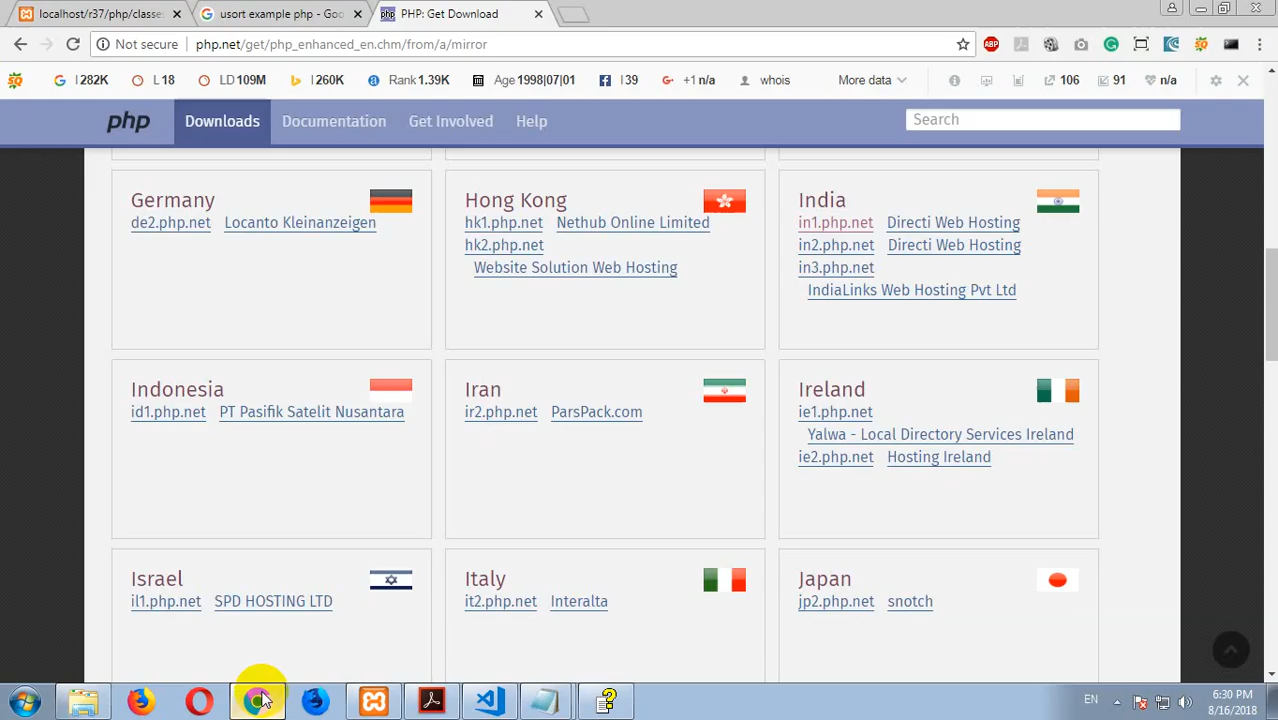 localhost/r37/php/classe
usort example php - Goo
PHP: Get Download
Not secure
php.net/get/php_enhanced_en.chm/from/a/mirror
ABP
I 282K
L 18
LD 109M
I 260K
Rank 1.39K
Age 1998|07|01
I 39
+1 n/a
whois
More data
106
91
n/a
php
Downloads
Documentation
Get Involved
Help
Search
Germany
de2.php.net Locanto Kleinanzeigen
Hong Kong
hk1.php.net Nethub Online Limited
hk2.php.net
Website Solution Web Hosting
India
in1.php.net Directi Web Hosting
in2.php.net Directi Web Hosting
in3.php.net
IndiaLinks Web Hosting Pvt Ltd
Indonesia
id1.php.net PT Pasifik Satelit Nusantara
Iran
ir2.php.net ParsPack.com
Ireland
ie1.php.net
Yalwa - Local Directory Services Ireland
ie2.php.net Hosting Ireland
Israel
il1.php.net SPD HOSTING LTD
Italy
it2.php.net Interalta
Japan
jp2.php.net snotch
EN
6:30 PM
8/16/2018